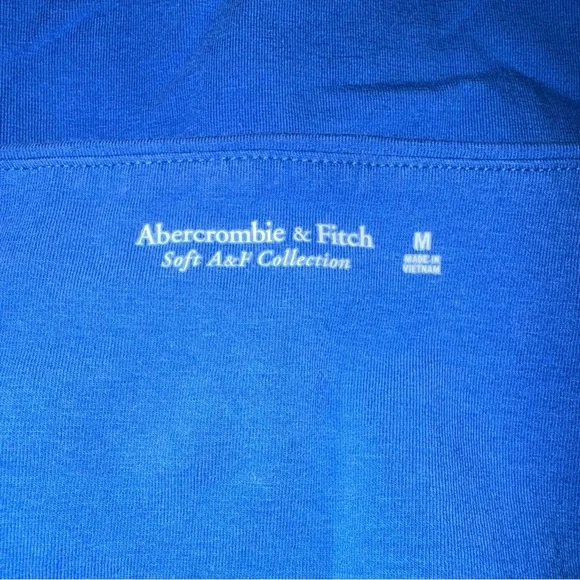 Abercrombie & Fitch
Soft A&F Collection
M
MADE IN
VIETNAM